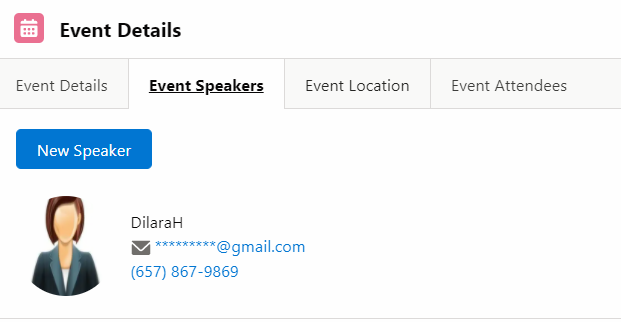 Event Details
Event Details Event Speakers Event Location Event Attendees
New Speaker
DilaraH
*********@gmail.com
(657) 867-9869